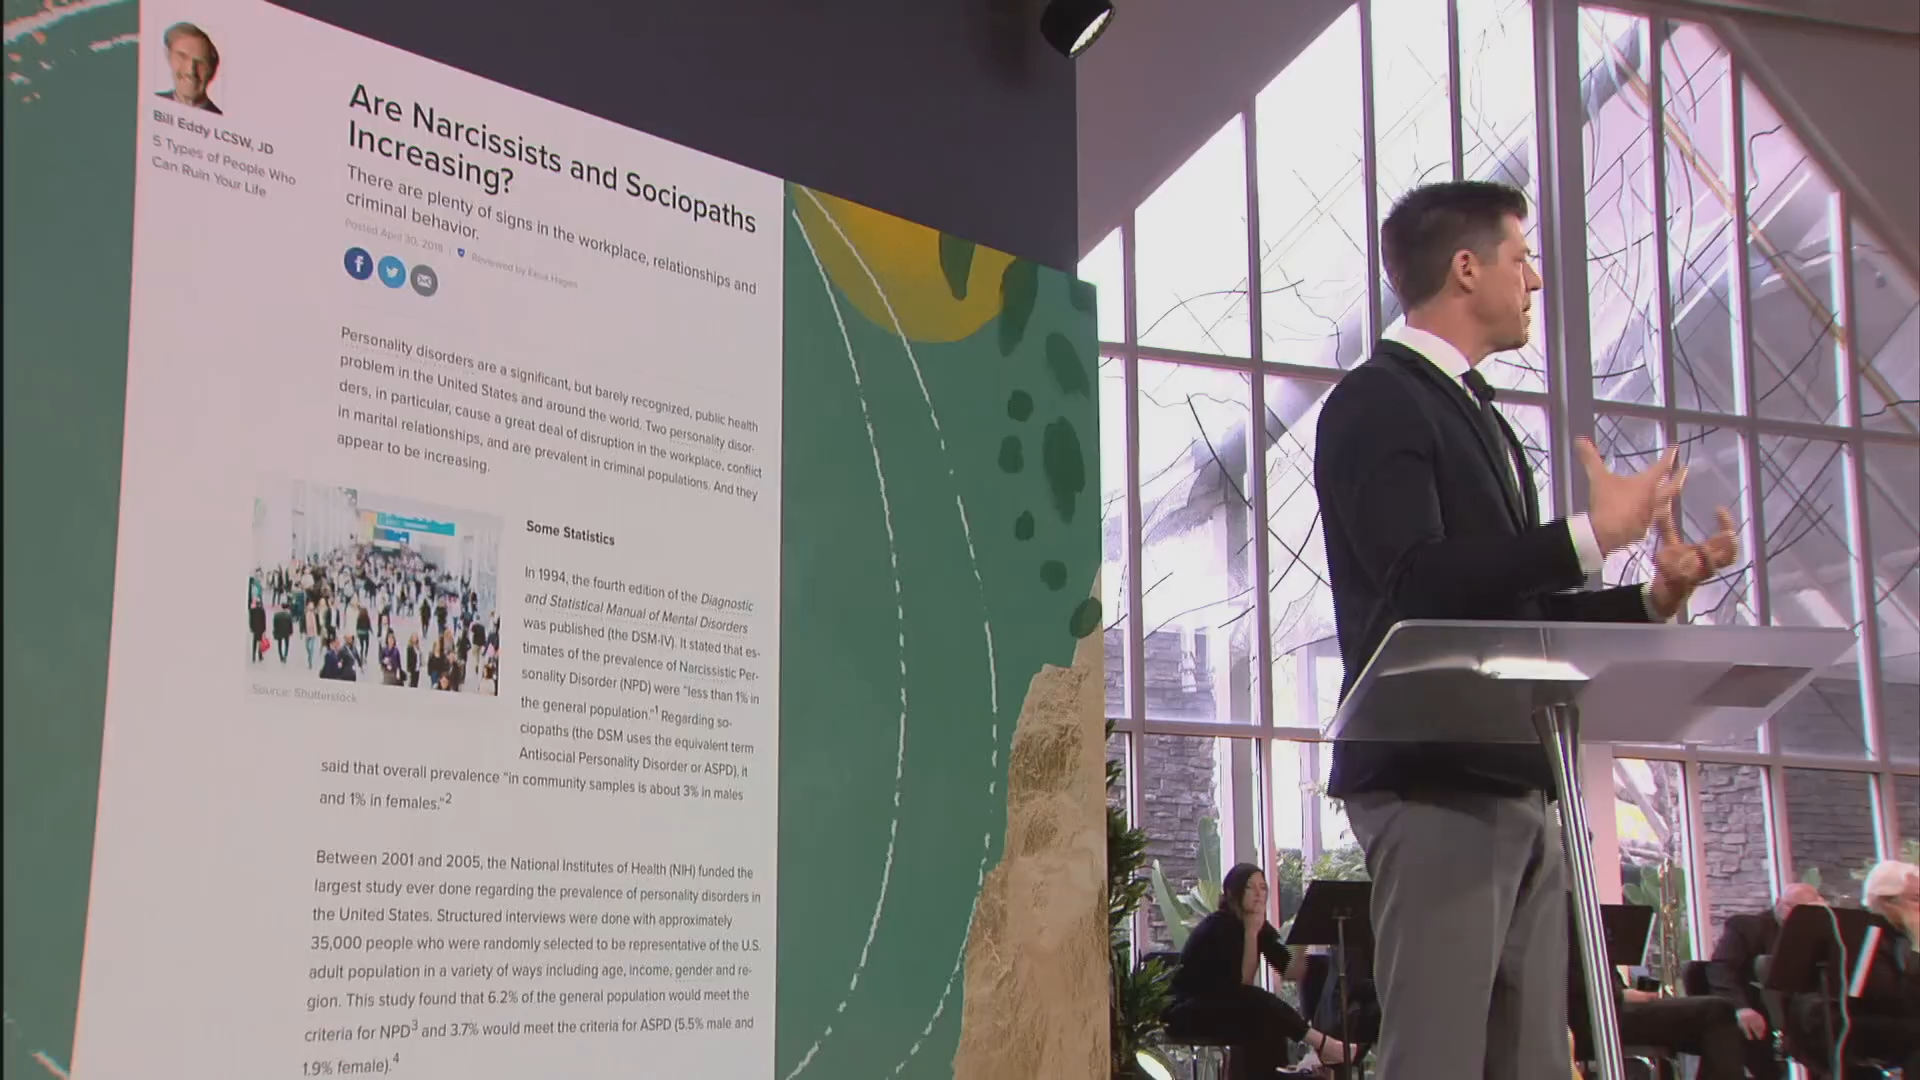 Bill Eddy LCSW, JD
5 Types of People Who
Can Ruin Your Life
Are Narcissists and Sociopaths
Increasing?
There are plenty of signs in the workplace, relationships and
criminal behavior.
Posted April 30, 2018 | Reviewed by Ekua Hagan
Personality disorders are a significant, but barely recognized, public health
problem in the United States and around the world. Two personality disor-
ders, in particular, cause a great deal of disruption in the workplace, conflict
in marital relationships, and are prevalent in criminal populations. And they
appear to be increasing.
Source: Shutterstock
Some Statistics
In 1994, the fourth edition of the Diagnostic
and Statistical Manual of Mental Disorders
was published (the DSM-IV). It stated that es-
timates of the prevalence of Narcissistic Per-
sonality Disorder (NPD) were "less than 1% in
the general population."1 Regarding so-
ciopaths (the DSM uses the equivalent term
Antisocial Personality Disorder or ASPD), it
said that overall prevalence "in community samples is about 3% in males
and 1% in females."2
Between 2001 and 2005, the National Institutes of Health (NIH) funded the
largest study ever done regarding the prevalence of personality disorders in
the United States. Structured interviews were done with approximately
35,000 people who were randomly selected to be representative of the U.S.
adult population in a variety of ways including age, income, gender and re-
gion. This study found that 6.2% of the general population would meet the
criteria for NPD3 and 3.7% would meet the criteria for ASPD (5.5% male and
1.9% female).4